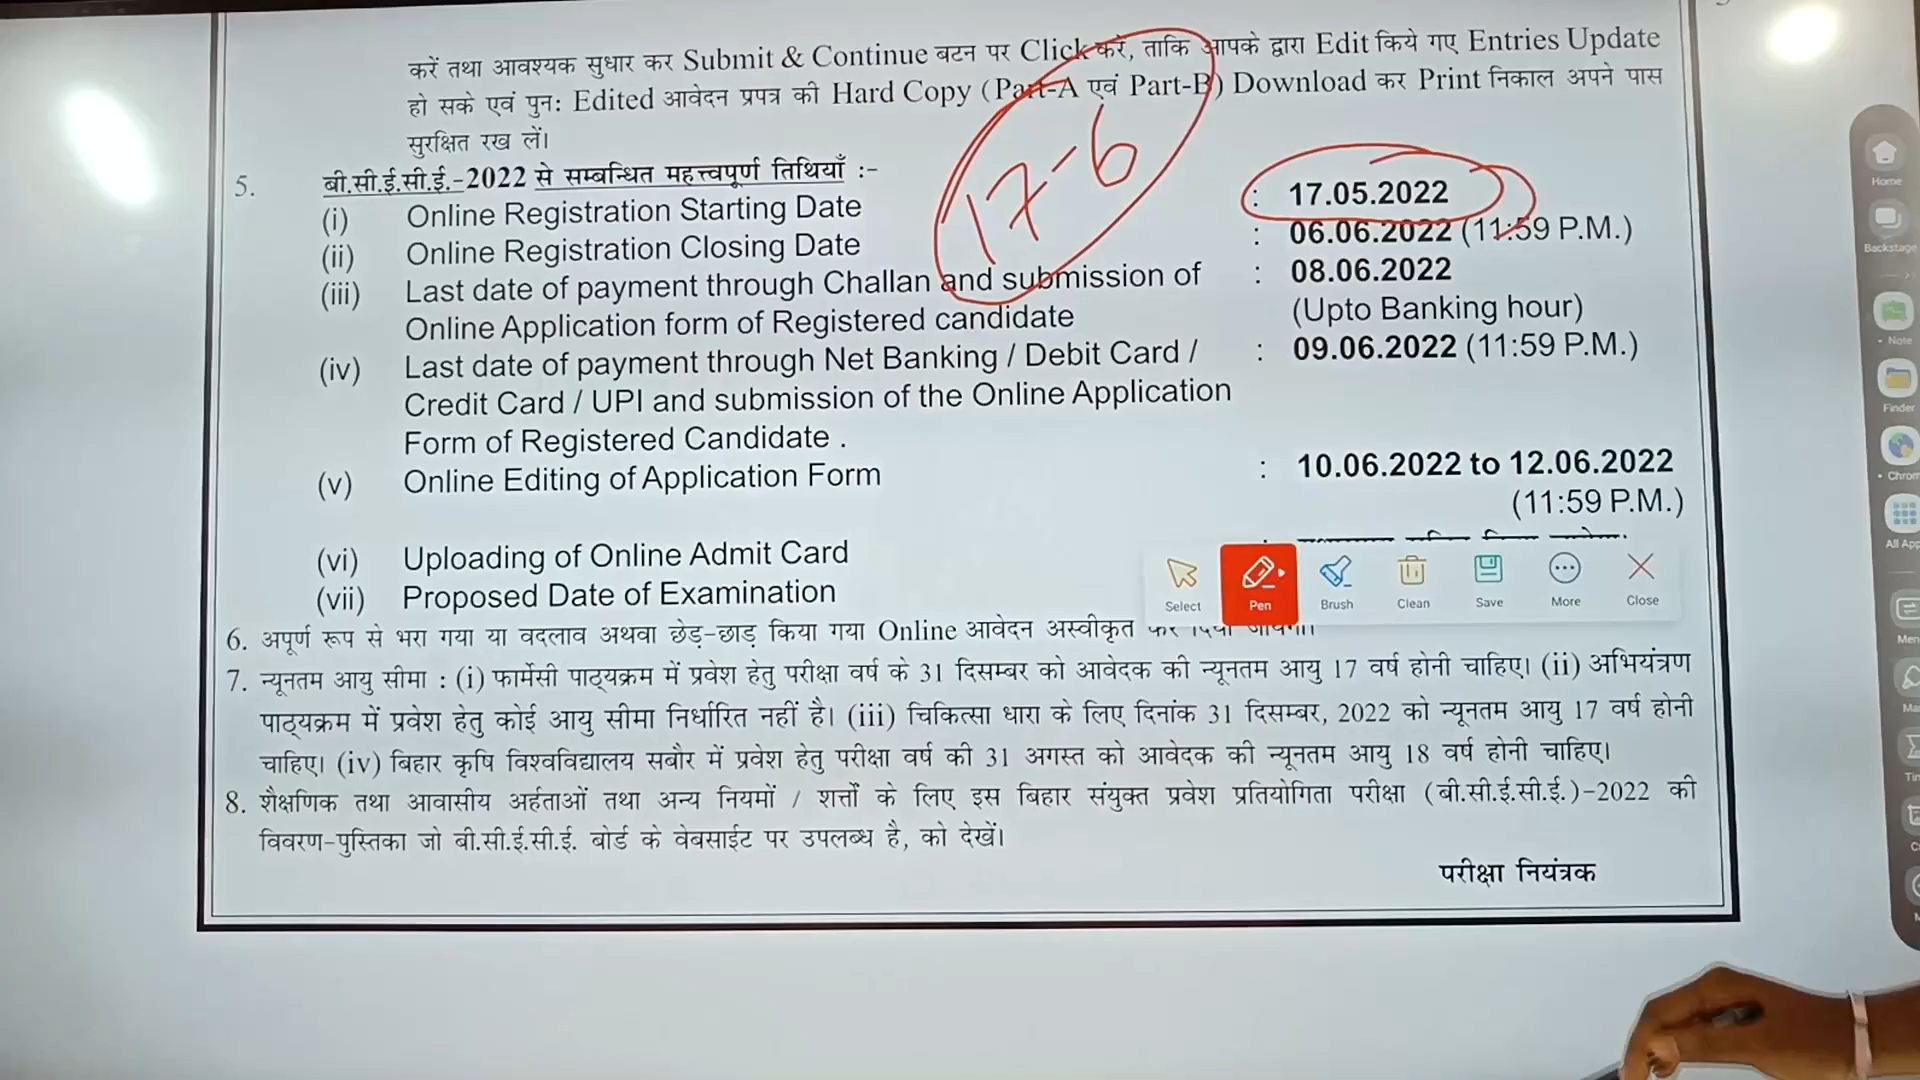 करें तथा आवश्यक सुधार कर Submit & Continue बटन पर Click करें, ताकि आपके द्वारा Edit किये गए Entries Update
हो सके एवं पुन: Edited आवेदन प्रपत्र की Hard Copy (Part-A एवं Part-B) Download कर Print निकाल अपने पास
सुरक्षित रख लें।
17-6
5. बी.सी.ई.सी.ई.-2022 से सम्बन्धित महत्त्वपूर्ण तिथियाँ :-
(i) Online Registration Starting Date : 17.05.2022
(ii) Online Registration Closing Date : 06.06.2022 (11:59 P.M.)
(iii) Last date of payment through Challan and submission of : 08.06.2022
Online Application form of Registered candidate (Upto Banking hour)
(iv) Last date of payment through Net Banking / Debit Card / : 09.06.2022 (11:59 P.M.)
Credit Card / UPI and submission of the Online Application
Form of Registered Candidate .
(v) Online Editing of Application Form : 10.06.2022 to 12.06.2022
(11:59 P.M.)
(vi) Uploading of Online Admit Card
(vii) Proposed Date of Examination
Select Pen Brush Clean Save More Close
6. अपूर्ण रूप से भरा गया या वदलाव अथवा छेड़-छाड़ किया गया Online आवेदन अस्वीकृत
7. न्यूनतम आयु सीमा : (i) फार्मेसी पाठ्यक्रम में प्रवेश हेतु परीक्षा वर्ष के 31 दिसम्बर को आवेदक की न्यूनतम आयु 17 वर्ष होनी चाहिए। (ii) अभियंत्रण
पाठ्यक्रम में प्रवेश हेतु कोई आयु सीमा निर्धारित नहीं है। (iii) चिकित्सा धारा के लिए दिनांक 31 दिसम्बर, 2022 को न्यूनतम आयु 17 वर्ष होनी
चाहिए। (iv) बिहार कृषि विश्वविद्यालय सबौर में प्रवेश हेतु परीक्षा वर्ष की 31 अगस्त को आवेदक की न्यूनतम आयु 18 वर्ष होनी चाहिए।
8. शैक्षणिक तथा आवासीय अर्हताओं तथा अन्य नियमों / शर्त्तों के लिए इस बिहार संयुक्त प्रवेश प्रतियोगिता परीक्षा (बी.सी.ई.सी.ई.)-2022 की
विवरण-पुस्तिका जो बी.सी.ई.सी.ई. बोर्ड के वेबसाईट पर उपलब्ध है, को देखें।
परीक्षा नियंत्रक
Home
Backstage
Note
Finder